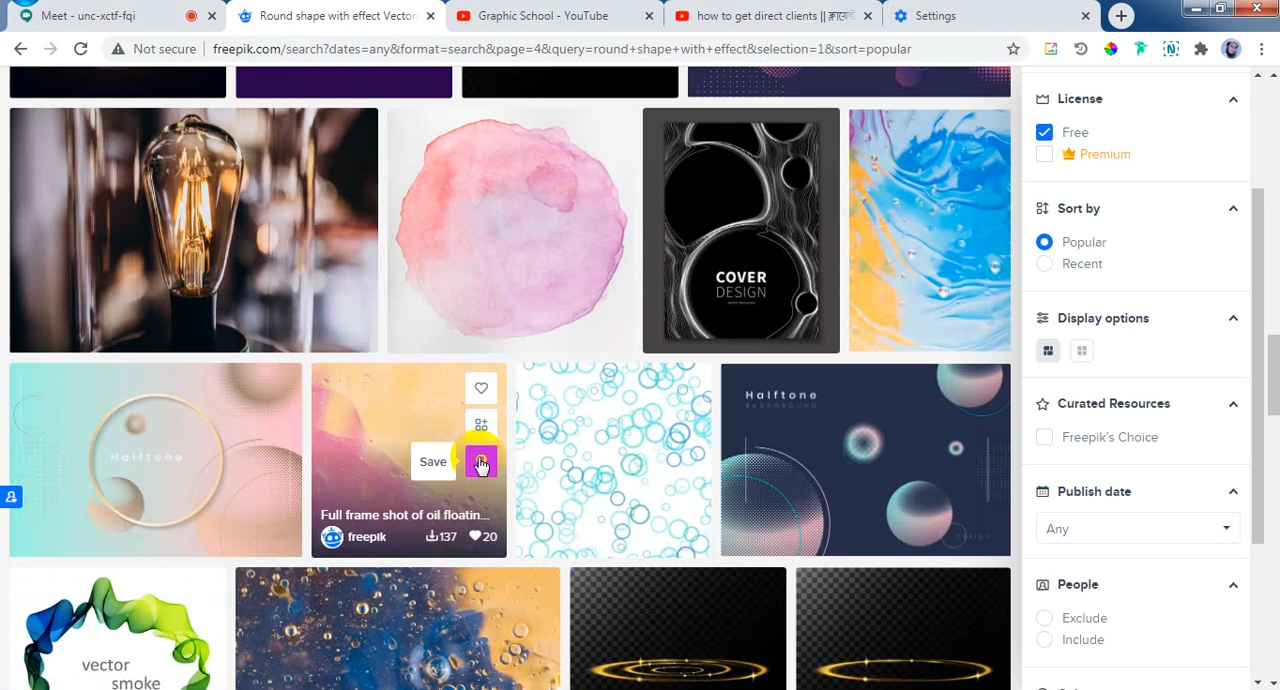 Meet - unc-xctf-fqi
Round shape with effect Vector
Graphic School - YouTube
how to get direct clients ||
Settings
Not secure
freepik.com/search?dates=any&format=search&page=4&query=round+shape+with+effect&selection=1&sort=popular
License
Free
Premium
Sort by
Popular
Recent
Display options
Curated Resources
Freepik's Choice
Publish date
Any
People
Exclude
Include
COVER
DESIGN
Halftone
Save
Full frame shot of oil floatin...
freepik
137
20
Halftone
BACKGROUND
Design
vector
smoke